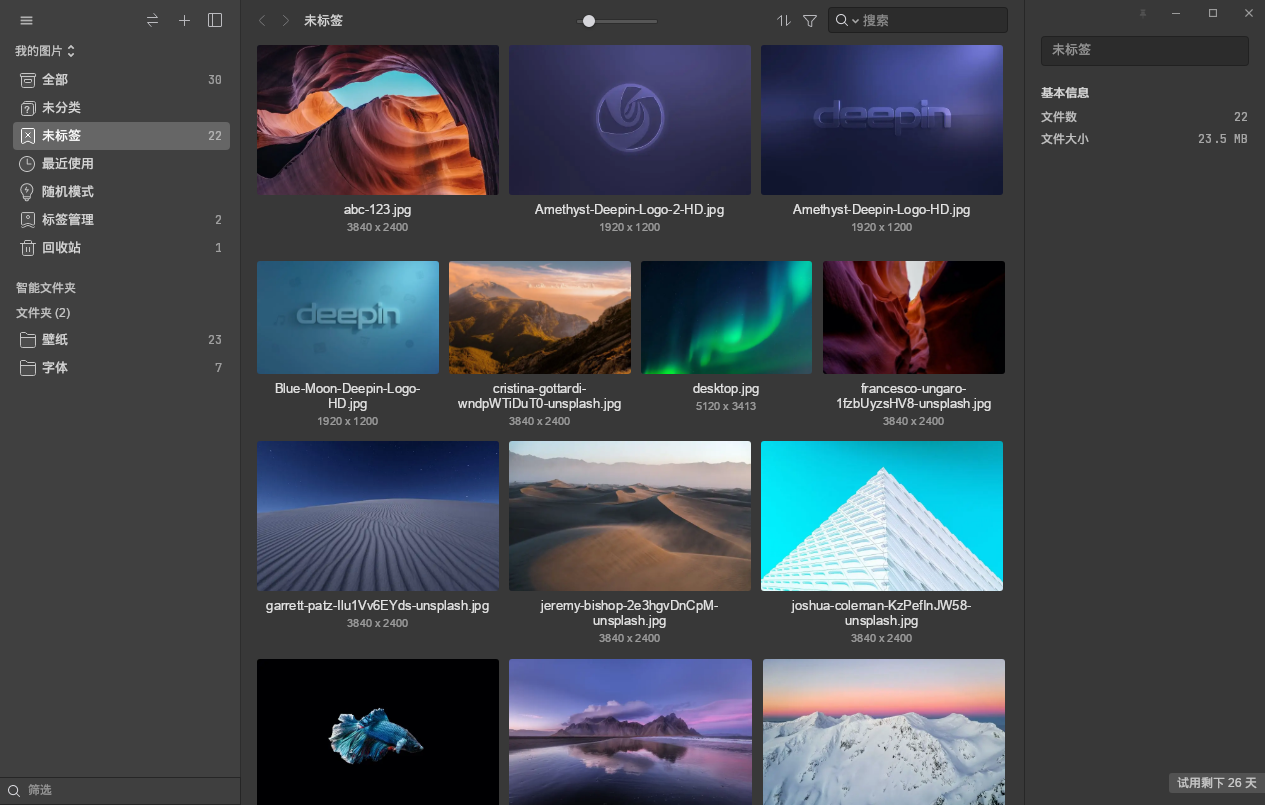 未标签
搜索
我的图片
全部 30
未分类
未标签 22
最近使用
随机模式
标签管理 2
回收站 1
智能文件夹
文件夹 (2)
壁纸 23
字体 7
筛选
deepin
abc-123.jpg
3840 x 2400
Amethyst-Deepin-Logo-2-HD.jpg
1920 x 1200
Amethyst-Deepin-Logo-HD.jpg
1920 x 1200
deepin
Blue-Moon-Deepin-Logo-
HD.jpg
1920 x 1200
cristina-gottardi-
wndpWTiDuT0-unsplash.jpg
3840 x 2400
desktop.jpg
5120 x 3413
francesco-ungaro-
1fzbUyzsHV8-unsplash.jpg
3840 x 2400
garrett-patz-IIu1Vv6EYds-unsplash.jpg
3840 x 2400
jeremy-bishop-2e3hgvDnCpM-
unsplash.jpg
3840 x 2400
joshua-coleman-KzPefInJW58-
unsplash.jpg
3840 x 2400
未标签
基本信息
文件数 22
文件大小 23.5 MB
试用剩下 26 天